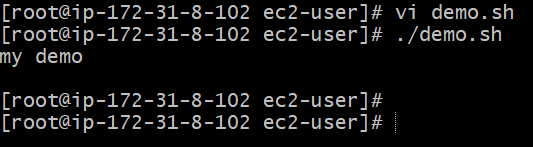 [root@ip-172-31-8-102 ec2-user]# vi demo.sh
[root@ip-172-31-8-102 ec2-user]# ./demo.sh
my demo
[root@ip-172-31-8-102 ec2-user]#
[root@ip-172-31-8-102 ec2-user]#